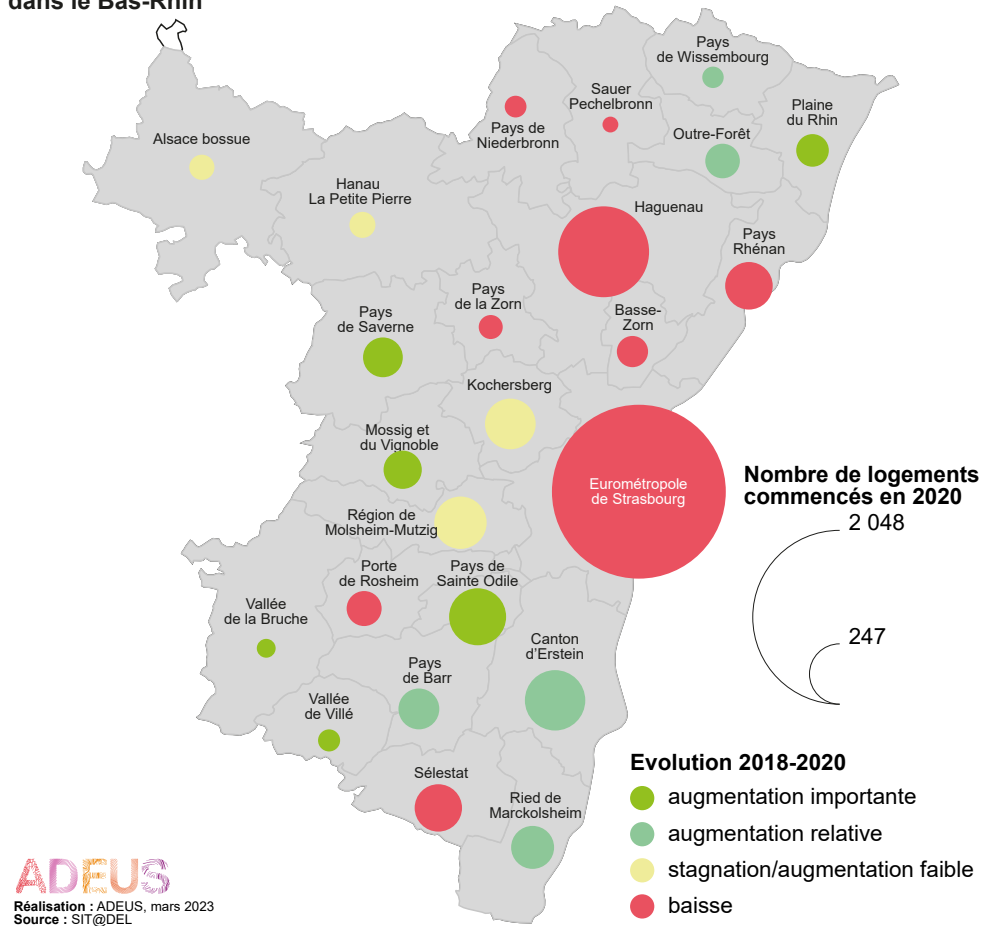 dans le Bas-Rhin
Pays
de Wissembourg
Sauer
Pechelbronn
Plaine
du Rhin
Pays de
Niederbronn
Outre-Forêt
Alsace bossue
Hanau
La Petite Pierre
Haguenau
Pays
Rhénan
Pays
de la Zorn
Basse-
Zorn
Pays
de Saverne
Kochersberg
Mossig et
du Vignoble
Eurométropole
de Strasbourg
Région de
Molsheim-Mutzig
Porte
de Rosheim
Pays de
Sainte Odile
Vallée
de la Bruche
Canton
d'Erstein
Pays
de Barr
Vallée
de Villé
Sélestat
Ried de
Marckolsheim
Nombre de logements
commencés en 2020
2 048
247
Evolution 2018-2020
augmentation importante
augmentation relative
stagnation/augmentation faible
baisse
ADEUS
Réalisation : ADEUS, mars 2023
Source : SIT@DEL